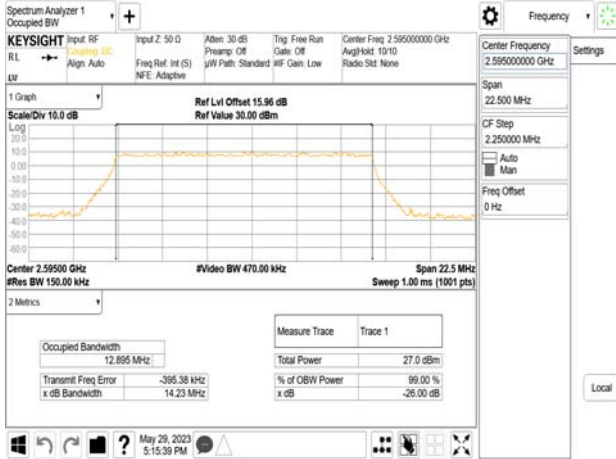 Spectrum Analyzer 1
Occupied BW
Frequency
KEYSIGHT
RL
Input: RF
Coupling: DC
Align: Auto
Input Z: 50 Ω
Freq Ref: Int (S)
NFE: Adaptive
Atten: 30 dB
Preamp: Off
µW Path: Standard
Trig: Free Run
Gate: Off
#IF Gain: Low
Center Freq: 2.595000000 GHz
Avg|Hold: 10/10
Radio Std: None
1 Graph
Scale/Div 10.0 dB
Ref Lvl Offset 15.96 dB
Ref Value 30.00 dBm
Log
20.0
10.0
0.00
-10.0
-20.0
-30.0
-40.0
-50.0
-60.0
Center 2.59500 GHz
#Res BW 150.00 kHz
#Video BW 470.00 kHz
Span 22.5 MHz
Sweep 1.00 ms (1001 pts)
2 Metrics
Occupied Bandwidth
12.895 MHz
Transmit Freq Error -395.38 kHz
x dB Bandwidth 14.23 MHz
Measure Trace Trace 1
Total Power 27.0 dBm
% of OBW Power 99.00 %
x dB -26.00 dB
May 29, 2023
5:15:39 PM
Center Frequency
2.595000000 GHz
Span
22.500 MHz
CF Step
2.250000 MHz
Auto
Man
Freq Offset
0 Hz
Settings
Local